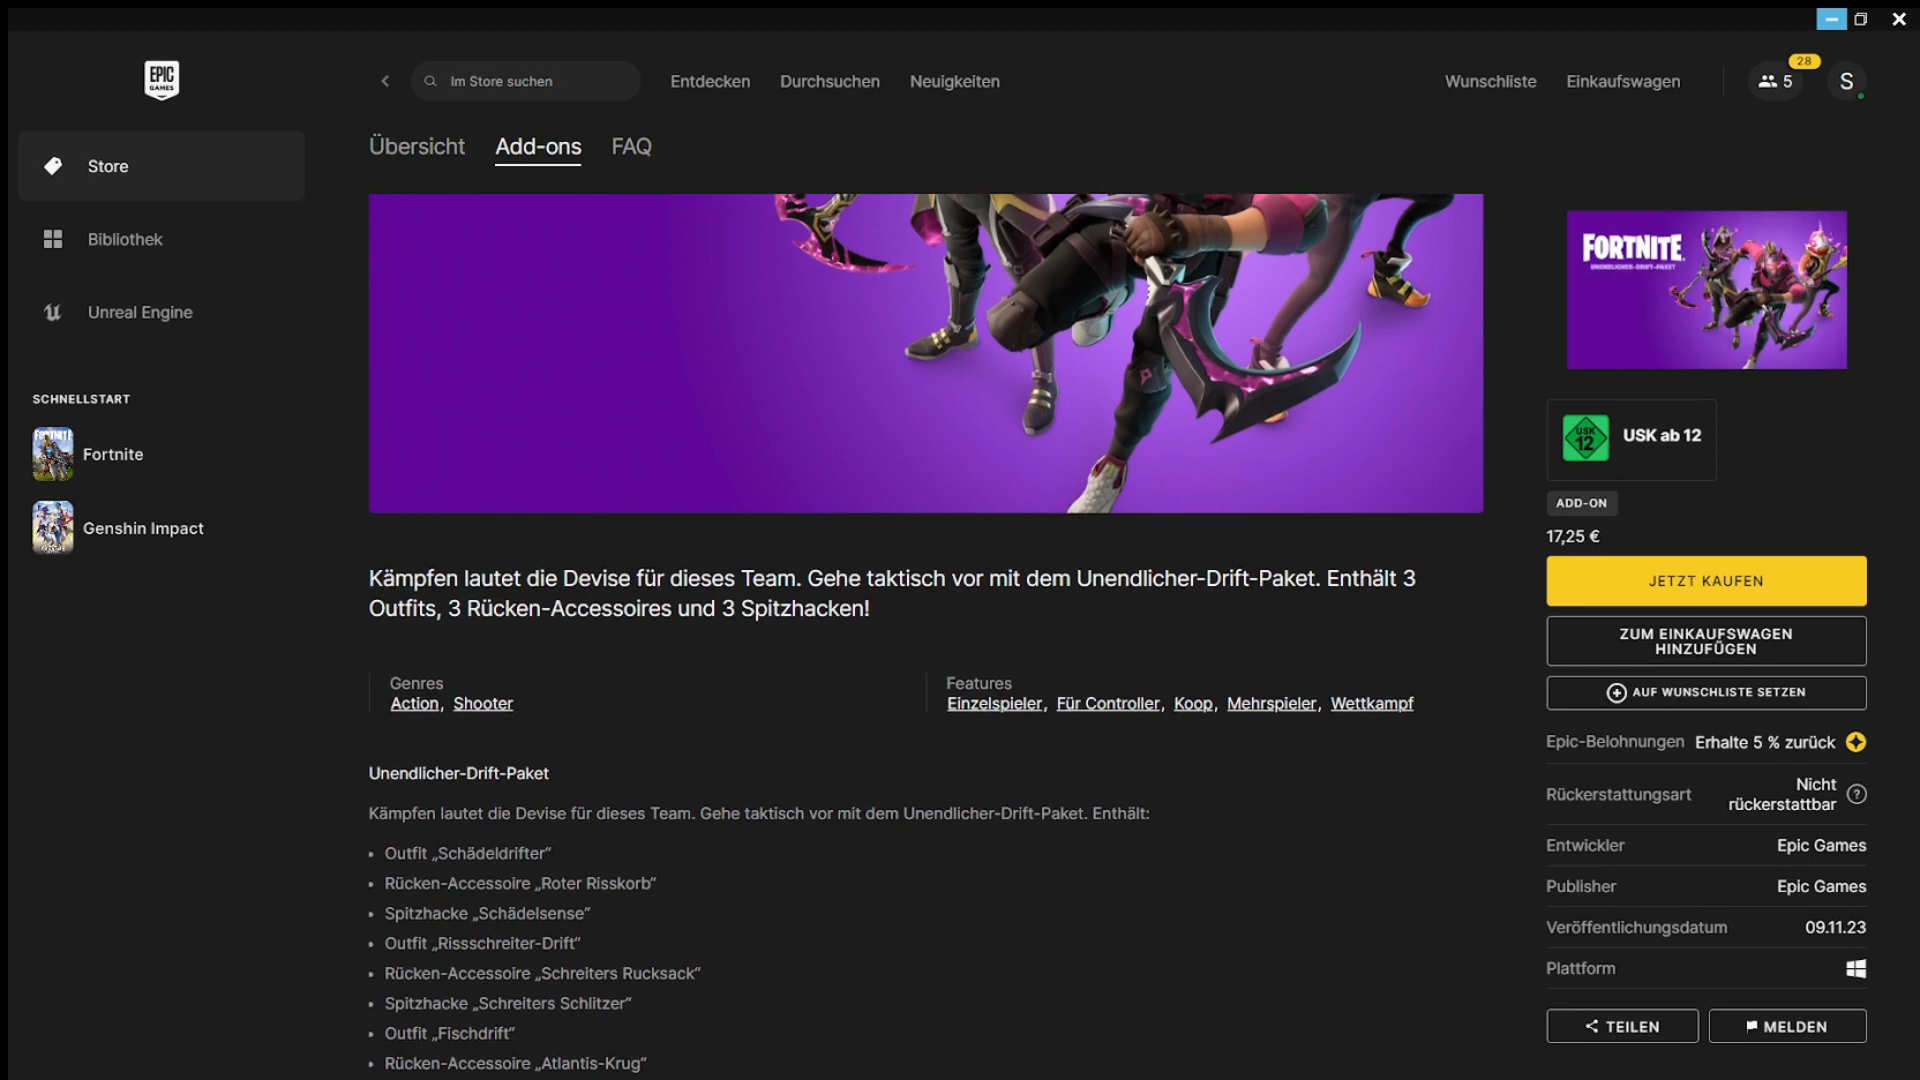 EPIC
GAMES
Im Store suchen
Entdecken
Durchsuchen
Neuigkeiten
Wunschliste
Einkaufswagen
5
28
S
Store
Bibliothek
Unreal Engine
SCHNELLSTART
Fortnite
Genshin Impact
Übersicht
Add-ons
FAQ
Kämpfen lautet die Devise für dieses Team. Gehe taktisch vor mit dem Unendlicher-Drift-Paket. Enthält 3
Outfits, 3 Rücken-Accessoires und 3 Spitzhacken!
Genres
Action, Shooter
Features
Einzelspieler, Für Controller, Koop, Mehrspieler, Wettkampf
Unendlicher-Drift-Paket
Kämpfen lautet die Devise für dieses Team. Gehe taktisch vor mit dem Unendlicher-Drift-Paket. Enthält:
• Outfit „Schädeldrifter“
• Rücken-Accessoire „Roter Risskorb“
• Spitzhacke „Schädelsense“
• Outfit „Rissschreiter-Drift“
• Rücken-Accessoire „Schreiters Rucksack“
• Spitzhacke „Schreiters Schlitzer“
• Outfit „Fischdrift“
• Rücken-Accessoire „Atlantis-Krug“
FORTNITE
UNENDLICHER-DRIFT-PAKET
USK
12
USK ab 12
ADD-ON
17,25 €
JETZT KAUFEN
ZUM EINKAUFSWAGEN
HINZUFÜGEN
AUF WUNSCHLISTE SETZEN
Epic-Belohnungen Erhalte 5 % zurück
Rückerstattungsart Nicht
rückerstattbar
Entwickler Epic Games
Publisher Epic Games
Veröffentlichungsdatum 09.11.23
Plattform
TEILEN
MELDEN